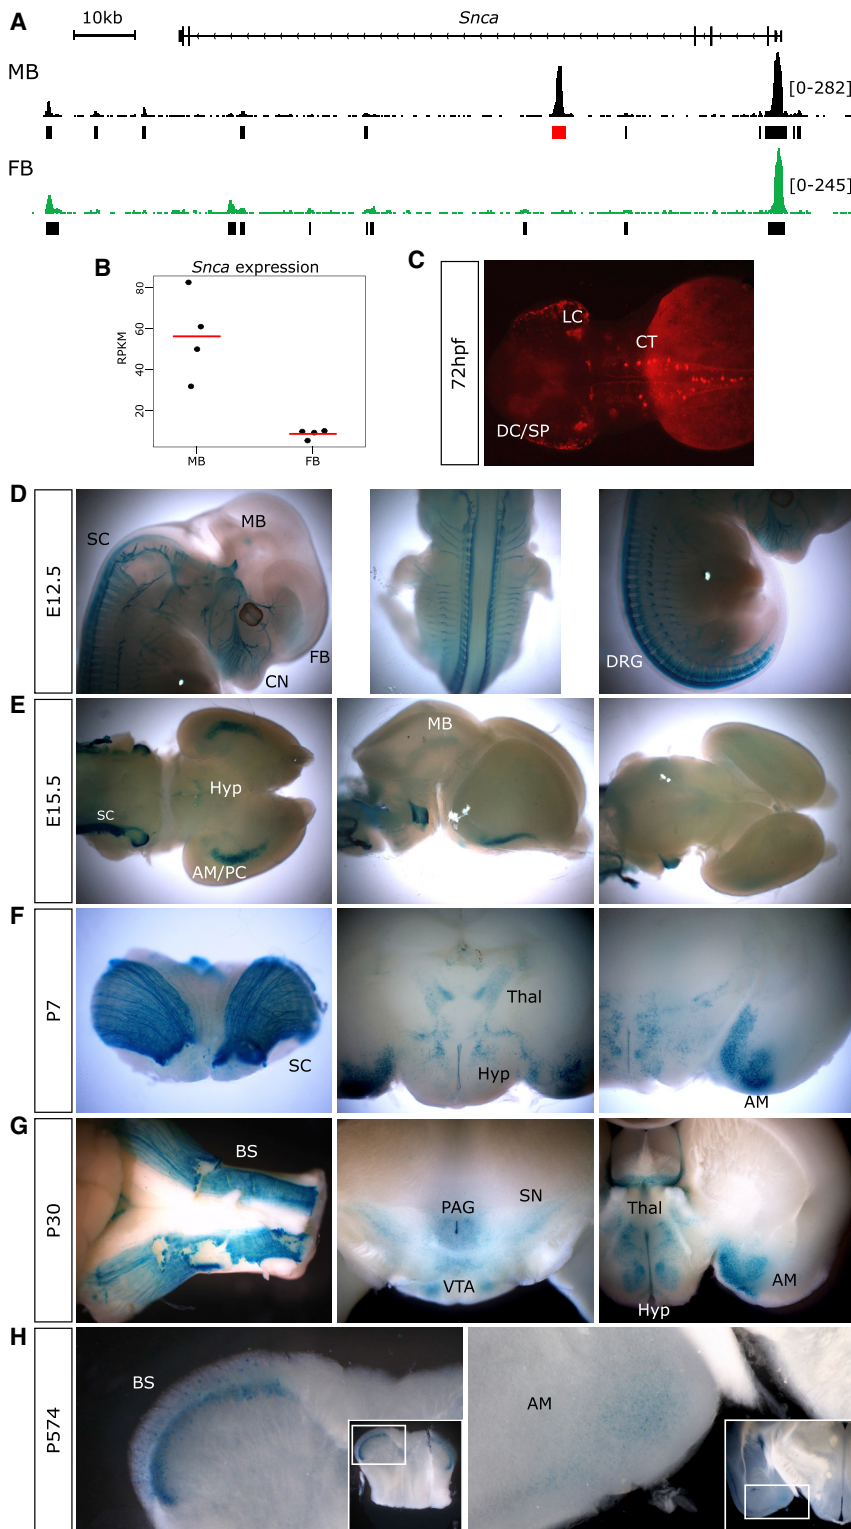 A
10kb
Snca
MB
[0-282]
FB
[0-245]
B
Snca expression
RPKM
80
60
40
20
MB
FB
C
72hpf
LC
CT
DC/SP
D
E12.5
SC
MB
FB
CN
DRG
E
E15.5
SC
Hyp
AM/PC
MB
F
P7
SC
Thal
Hyp
AM
G
P30
BS
PAG
SN
VTA
Thal
AM
Hyp
H
P574
BS
AM